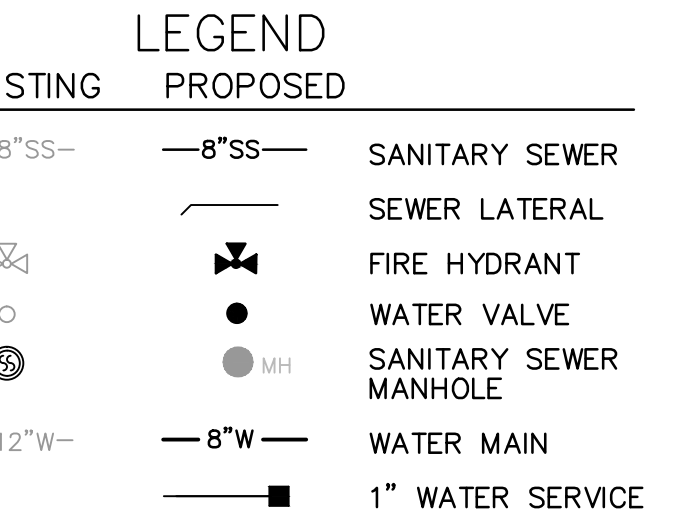 LEGEND
STING PROPOSED
8"SS 8"SS SANITARY SEWER
SEWER LATERAL
FIRE HYDRANT
WATER VALVE
SS MH SANITARY SEWER
MANHOLE
12"W 8"W WATER MAIN
1" WATER SERVICE